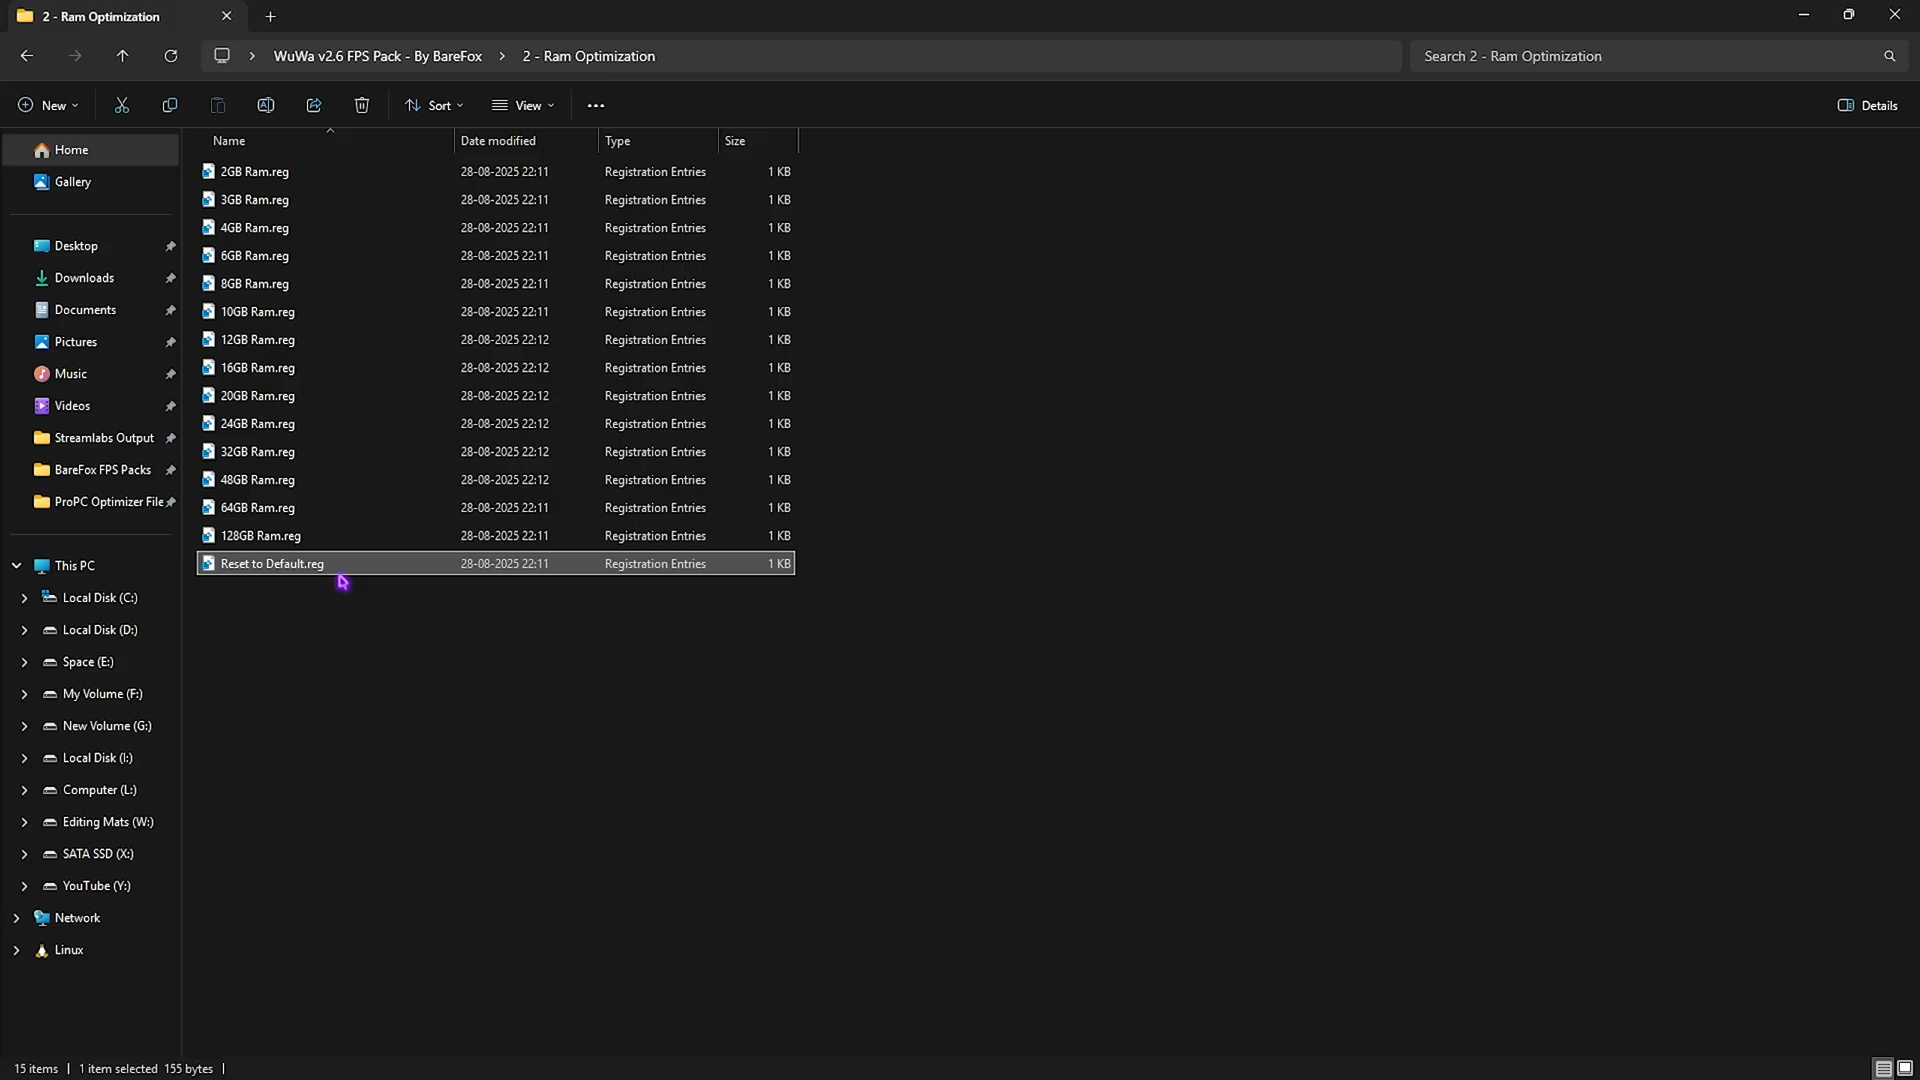 2 - Ram Optimization
WuWa v2.6 FPS Pack - By BareFox > 2 - Ram Optimization
Search 2 - Ram Optimization
New
Sort
View
Details
Home
Gallery
Desktop
Downloads
Documents
Pictures
Music
Videos
Streamlabs Output
BareFox FPS Packs
ProPC Optimizer File
This PC
Local Disk (C:)
Local Disk (D:)
Space (E:)
My Volume (F:)
New Volume (G:)
Local Disk (I:)
Computer (L:)
Editing Mats (W:)
SATA SSD (X:)
YouTube (Y:)
Network
Linux
Name Date modified Type Size
2GB Ram.reg 28-08-2025 22:11 Registration Entries 1 KB
3GB Ram.reg 28-08-2025 22:11 Registration Entries 1 KB
4GB Ram.reg 28-08-2025 22:11 Registration Entries 1 KB
6GB Ram.reg 28-08-2025 22:11 Registration Entries 1 KB
8GB Ram.reg 28-08-2025 22:11 Registration Entries 1 KB
10GB Ram.reg 28-08-2025 22:11 Registration Entries 1 KB
12GB Ram.reg 28-08-2025 22:12 Registration Entries 1 KB
16GB Ram.reg 28-08-2025 22:12 Registration Entries 1 KB
20GB Ram.reg 28-08-2025 22:12 Registration Entries 1 KB
24GB Ram.reg 28-08-2025 22:12 Registration Entries 1 KB
32GB Ram.reg 28-08-2025 22:12 Registration Entries 1 KB
48GB Ram.reg 28-08-2025 22:12 Registration Entries 1 KB
64GB Ram.reg 28-08-2025 22:11 Registration Entries 1 KB
128GB Ram.reg 28-08-2025 22:11 Registration Entries 1 KB
Reset to Default.reg 28-08-2025 22:11 Registration Entries 1 KB
15 items | 1 item selected 155 bytes |